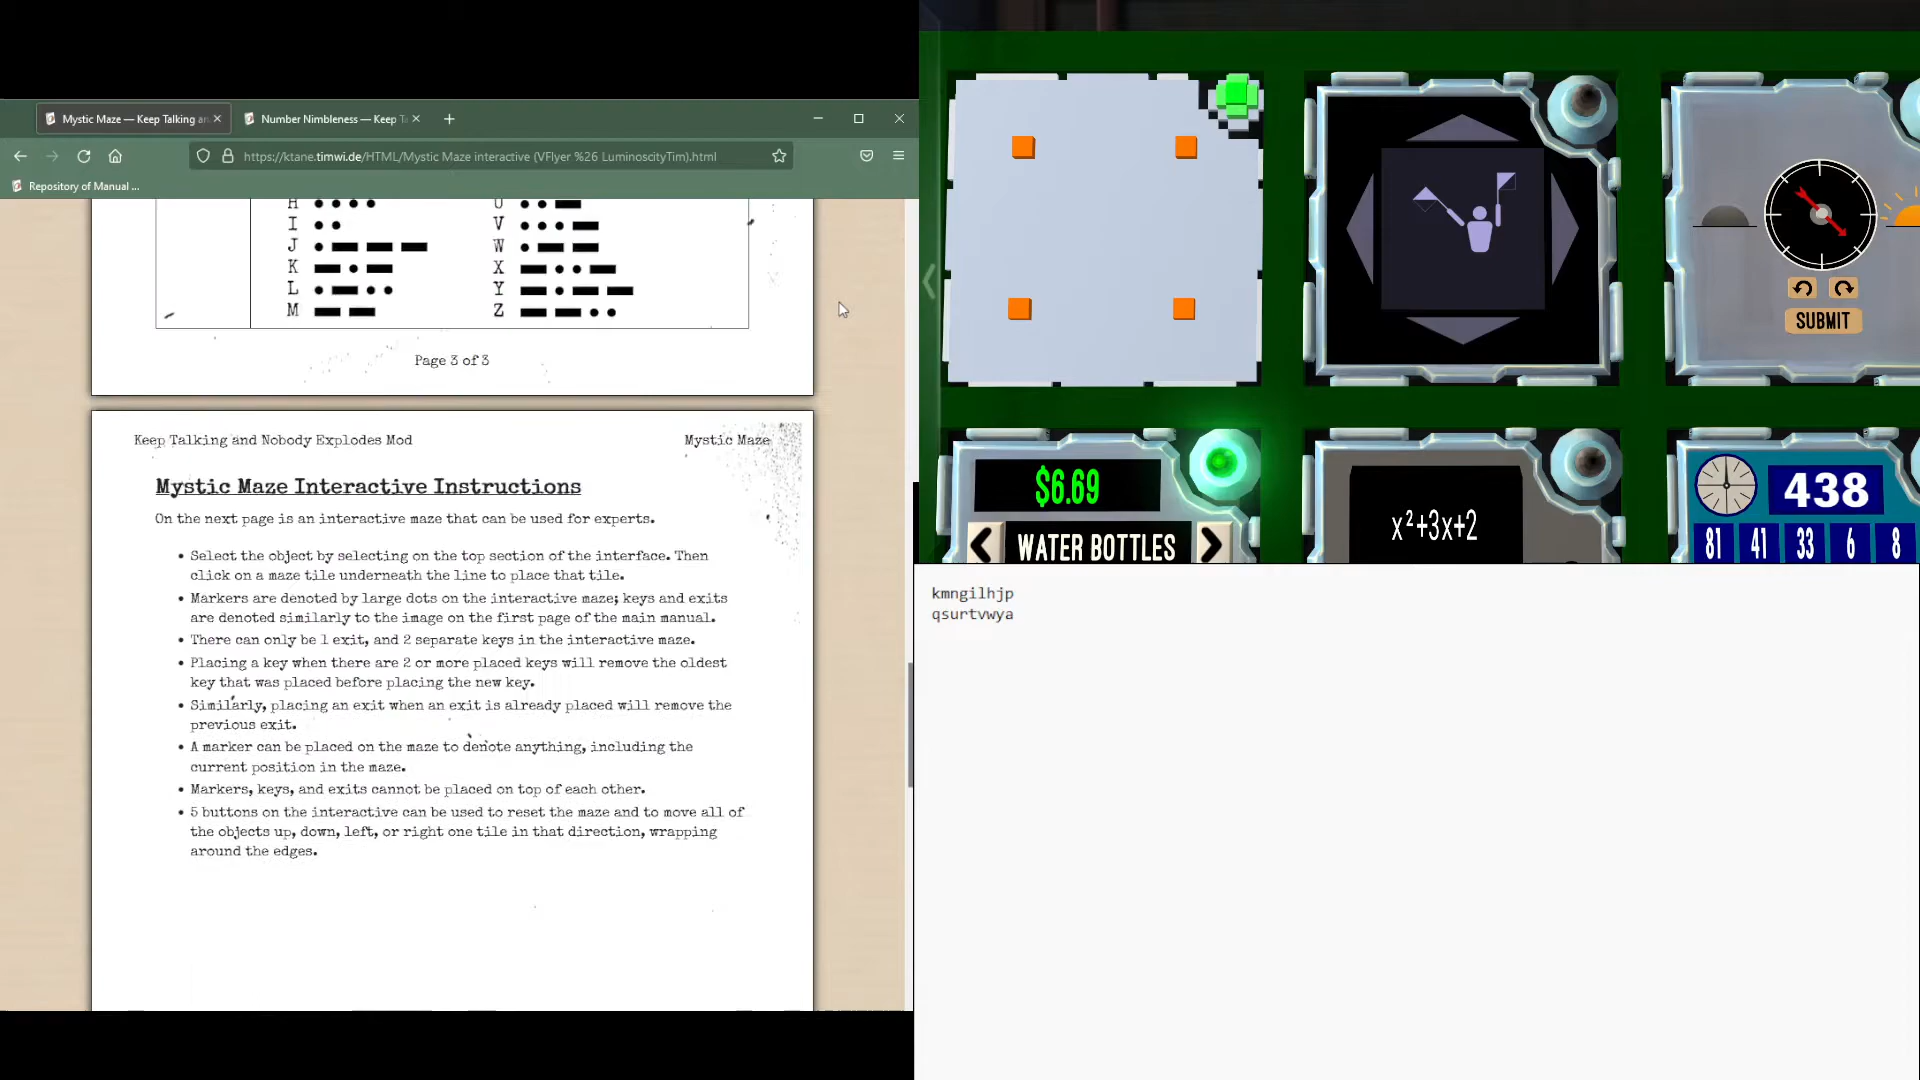 Mystic Maze — Keep Talking an
Number Nimbleness — Keep Ta
https://ktane.timwi.de/HTML/Mystic Maze interactive (VFlyer %26 LuminoscityTim).html
Repository of Manual ...
H U
I V
J W
K X
L Y
M Z
Page 3 of 3
Keep Talking and Nobody Explodes Mod Mystic Maze
Mystic Maze Interactive Instructions
On the next page is an interactive maze that can be used for experts.
• Select the object by selecting on the top section of the interface. Then
click on a maze tile underneath the line to place that tile.
• Markers are denoted by large dots on the interactive maze; keys and exits
are denoted similarly to the image on the first page of the main manual.
• There can only be 1 exit, and 2 separate keys in the interactive maze.
• Placing a key when there are 2 or more placed keys will remove the oldest
key that was placed before placing the new key.
• Similarly, placing an exit when an exit is already placed will remove the
previous exit.
• A marker can be placed on the maze to denote anything, including the
current position in the maze.
• Markers, keys, and exits cannot be placed on top of each other.
• 5 buttons on the interactive can be used to reset the maze and to move all of
the objects up, down, left, or right one tile in that direction, wrapping
around the edges.
SUBMIT
$6.69
WATER BOTTLES
x²+3x+2
438
81 41 33 6 8
kmngilhjp
qsurtvwya